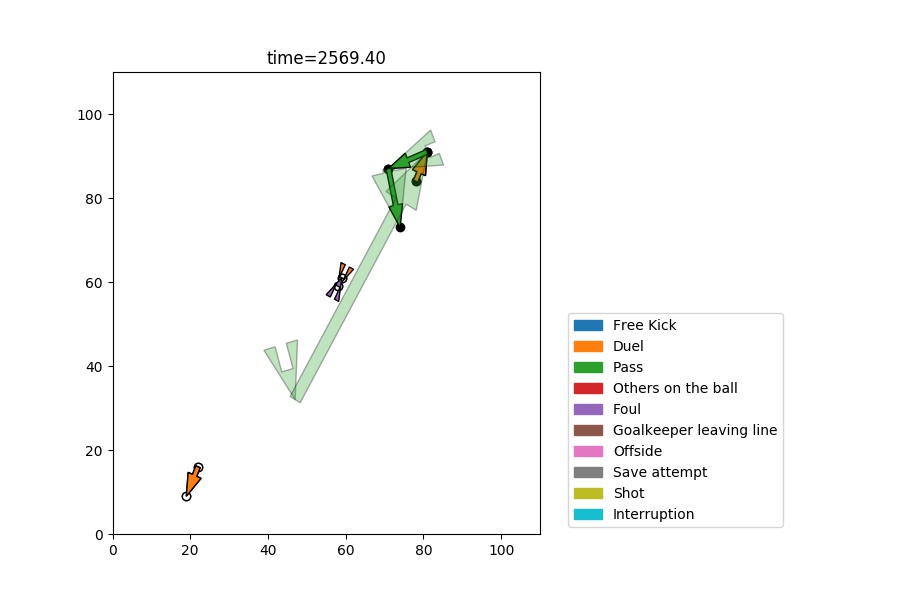 time=2569.40
100
80
60
40
20
0
0 20 40 60 80 100
Free Kick
Duel
Pass
Others on the ball
Foul
Goalkeeper leaving line
Offside
Save attempt
Shot
Interruption